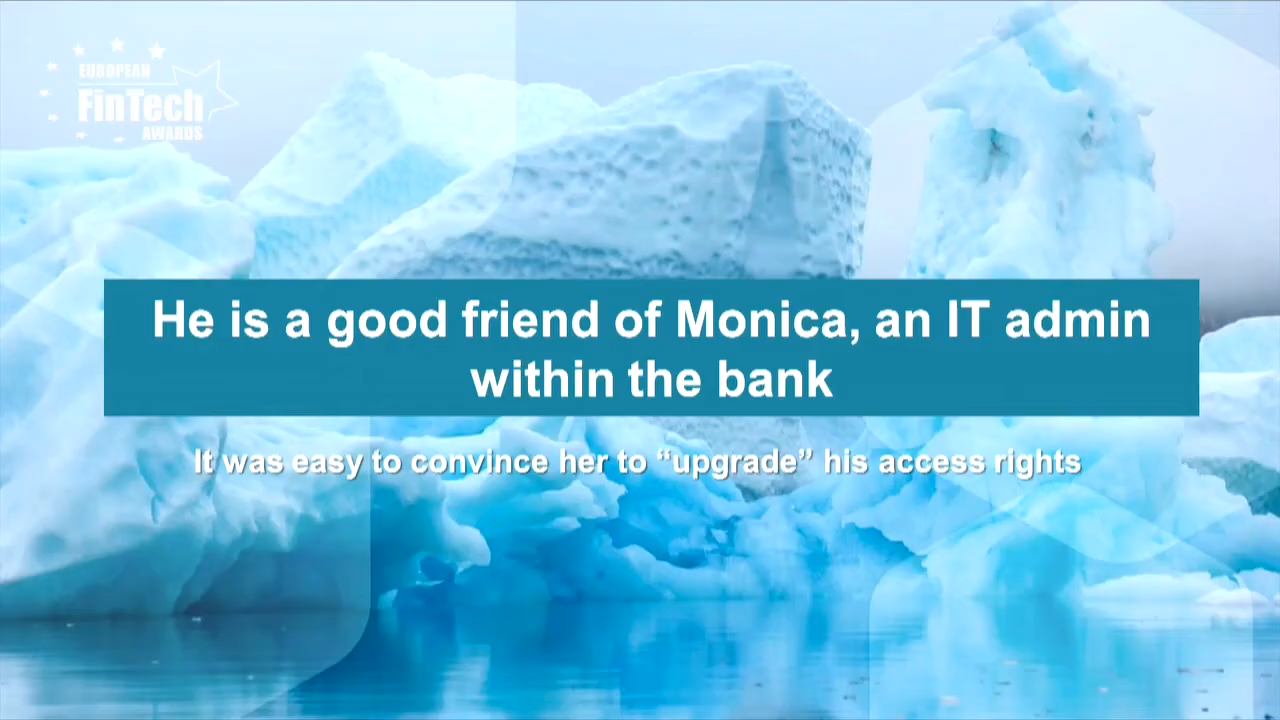 EUROPEAN
FinTech
AWARDS
He is a good friend of Monica, an IT admin
within the bank
It was easy to convince her to “upgrade” his access rights